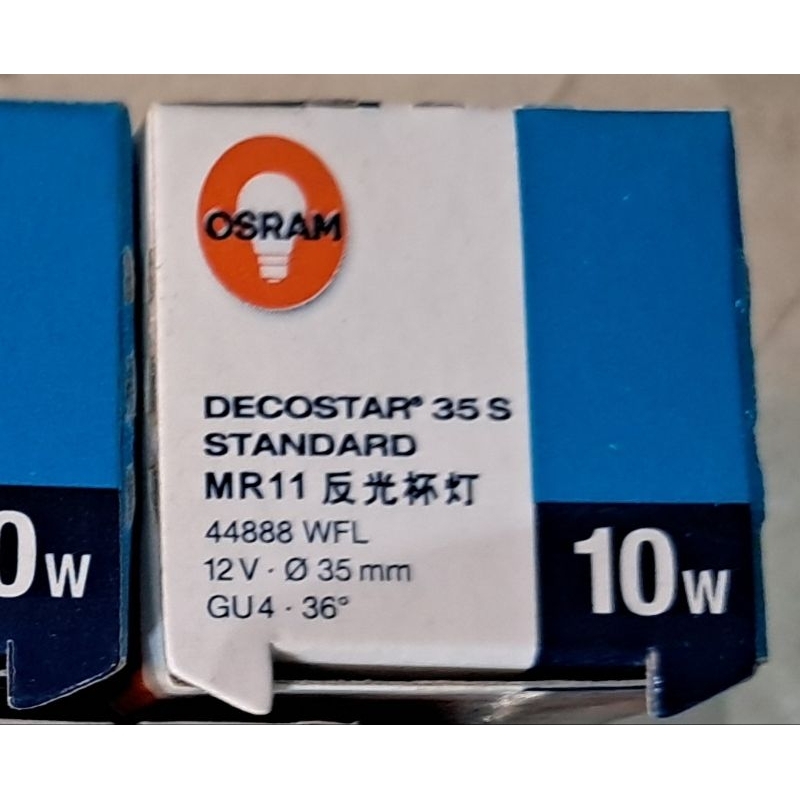 OSRAM
DECOSTAR® 35 S
STANDARD
MR11 反光杯灯
44888 WFL
12 V · Ø 35 mm
GU4 · 36°
10 W
0 W